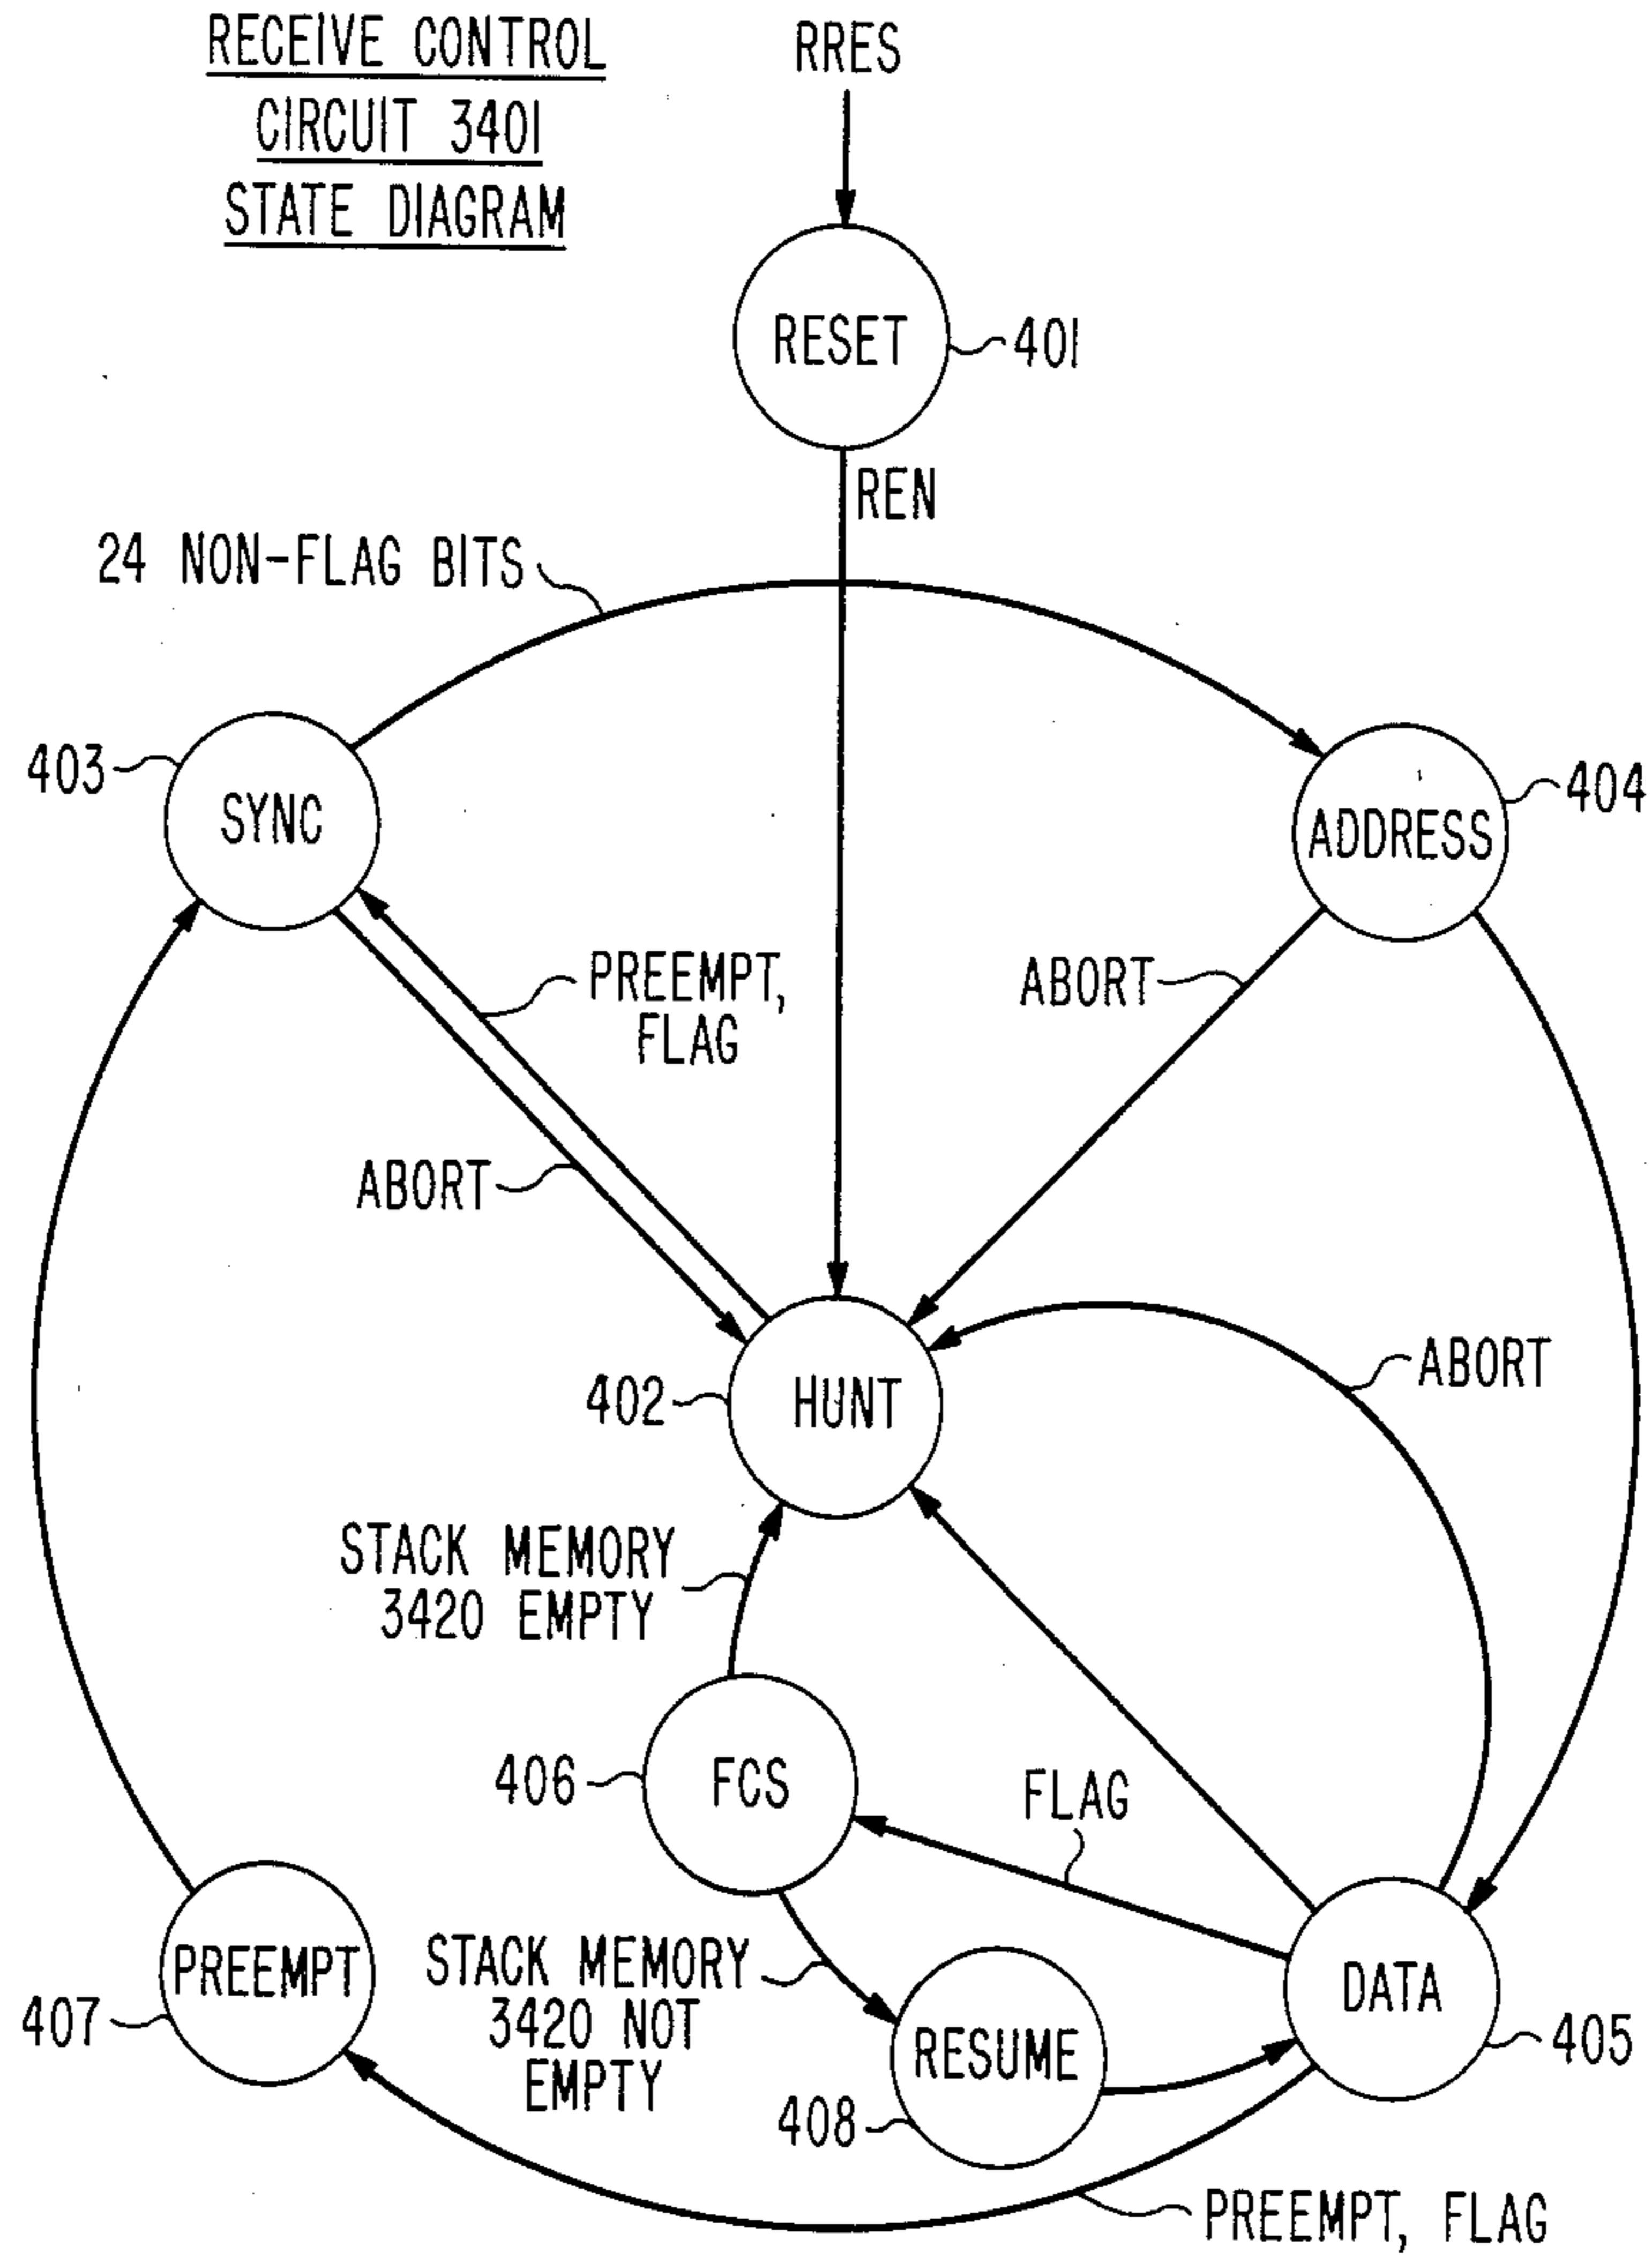 RECEIVE CONTROL
CIRCUIT 3401
STATE DIAGRAM
RRES
RESET
401
REN
24 NON-FLAG BITS
403
SYNC
404
ADDRESS
PREEMPT,
FLAG
ABORT
ABORT
402
HUNT
ABORT
STACK MEMORY
3420 EMPTY
406
FCS
FLAG
PREEMPT
407
STACK MEMORY
3420 NOT
EMPTY
RESUME
408
DATA
405
PREEMPT, FLAG